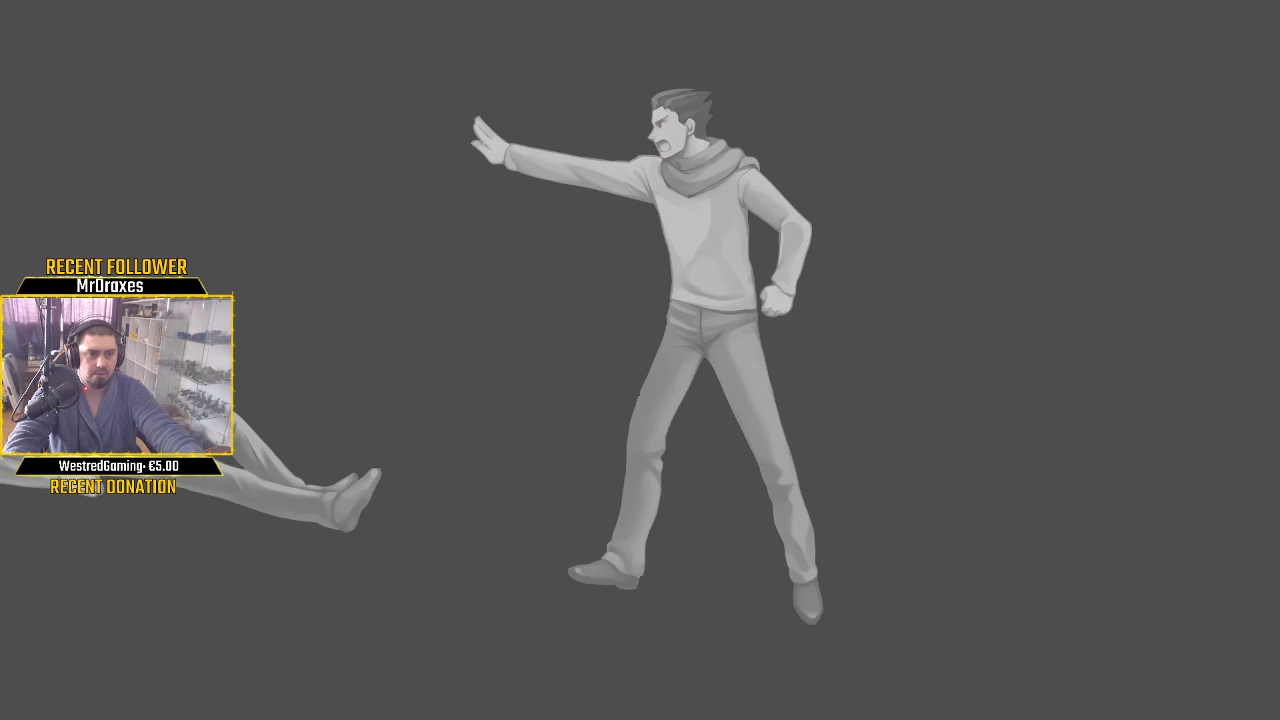 RECENT FOLLOWER
MrDraxes
WestredGaming· €5.00
RECENT DONATION